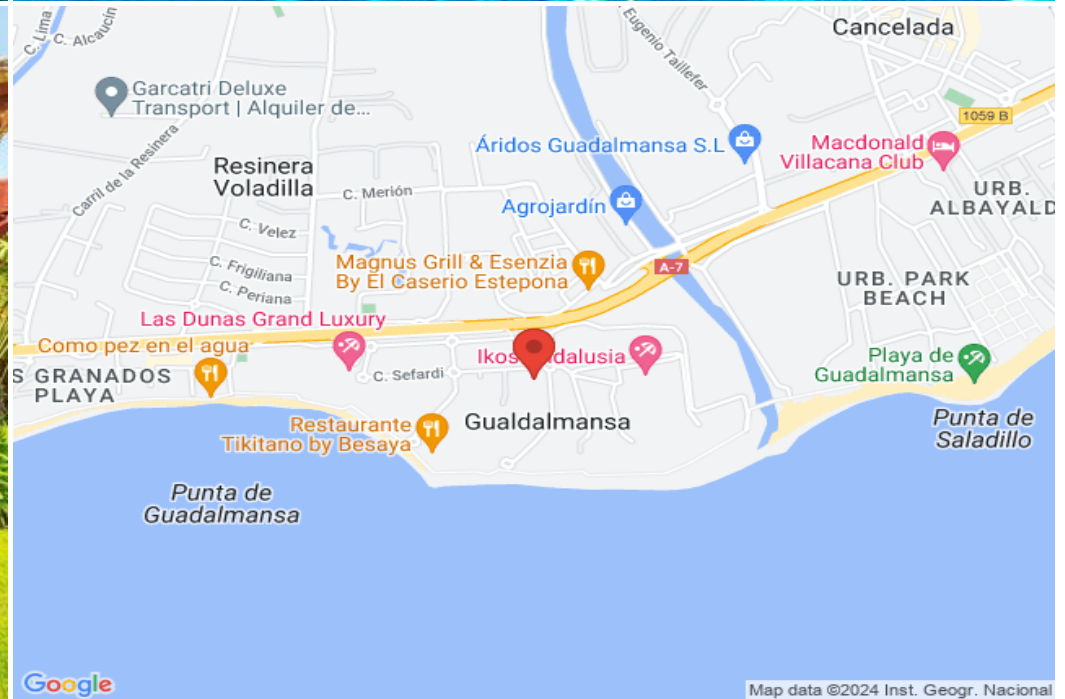 C. Lima
C. Alcaucín
Eugenio Taillefer
Cancelada
Garcatri Deluxe
Transport | Alquiler de...
1059 B
Áridos Guadalmansa S.L
Macdonald
Villacana Club
Carril de la Resinera
Resinera
Voladilla
C. Merión
URB.
ALBAYALD
Agrojardín
C. Velez
Magnus Grill & Esenzia
By El Caserio Estepona
A-7
C. Frigiliana
C. Periana
URB. PARK
BEACH
Las Dunas Grand Luxury
Como pez en el agua
Ikos
dalusia
Playa de
Guadalmansa
S GRANADOS
PLAYA
C. Sefardi
Restaurante
Tikitano by Besaya
Gualdalmansa
Punta de
Saladillo
Punta de
Guadalmansa
Google
Map data ©2024 Inst. Geogr. Nacional